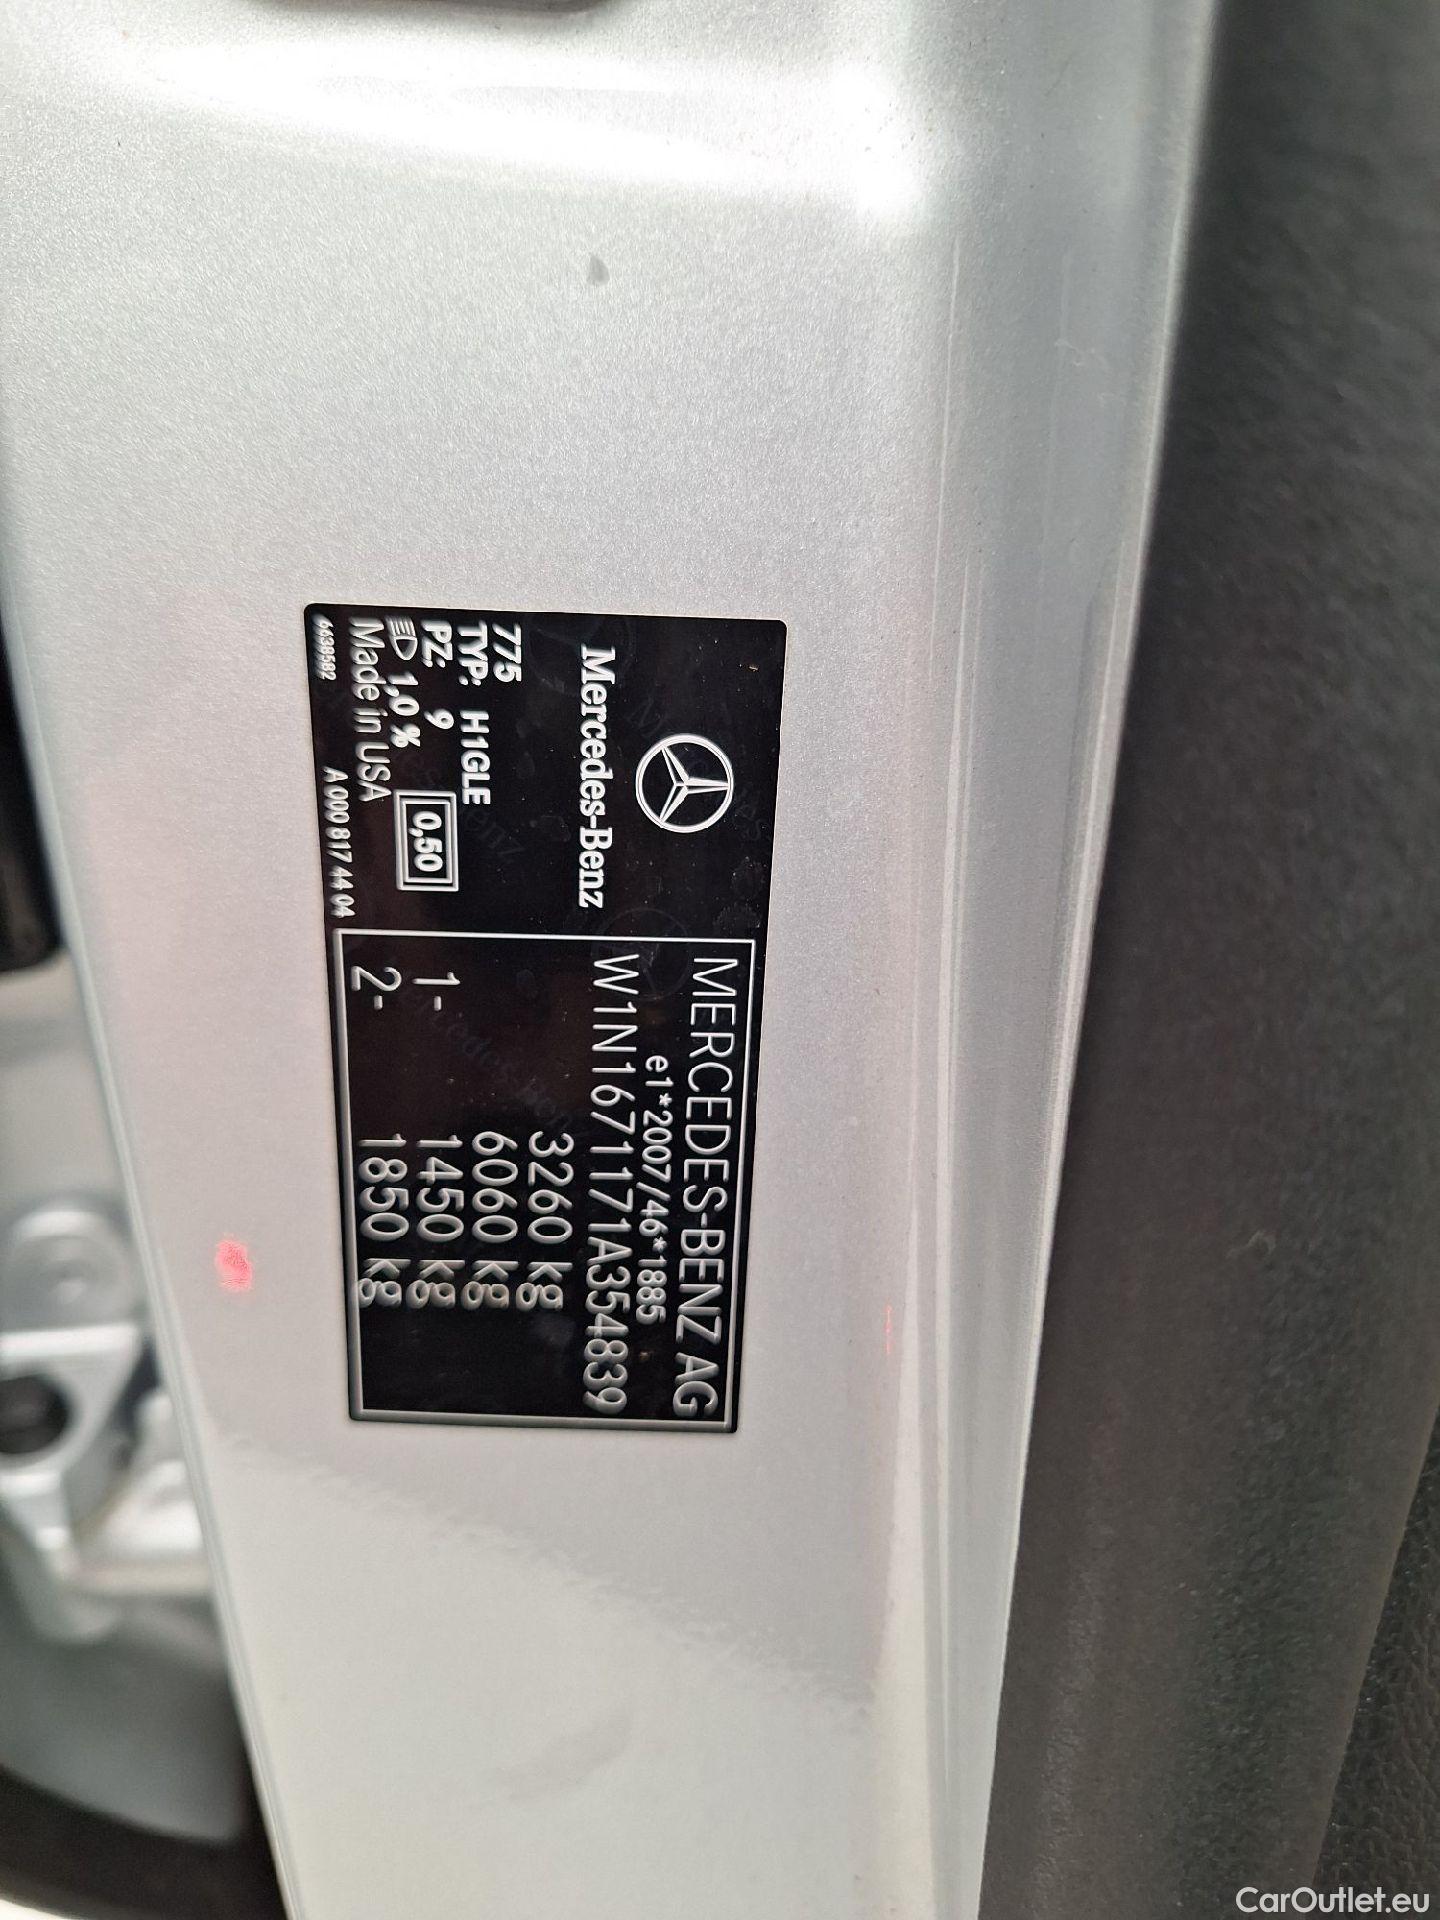 Mercedes-Benz
775
TYP: H1GLE
PZ: 9
1,0 %
0,50
Made in USA
6638582 A 000 817 44 04
MERCEDES-BENZ AG
e1*2007/46*1885
W1N1671171A354839
3260 kg
6060 kg
1- 1450 kg
2- 1850 kg
CarOutlet.eu